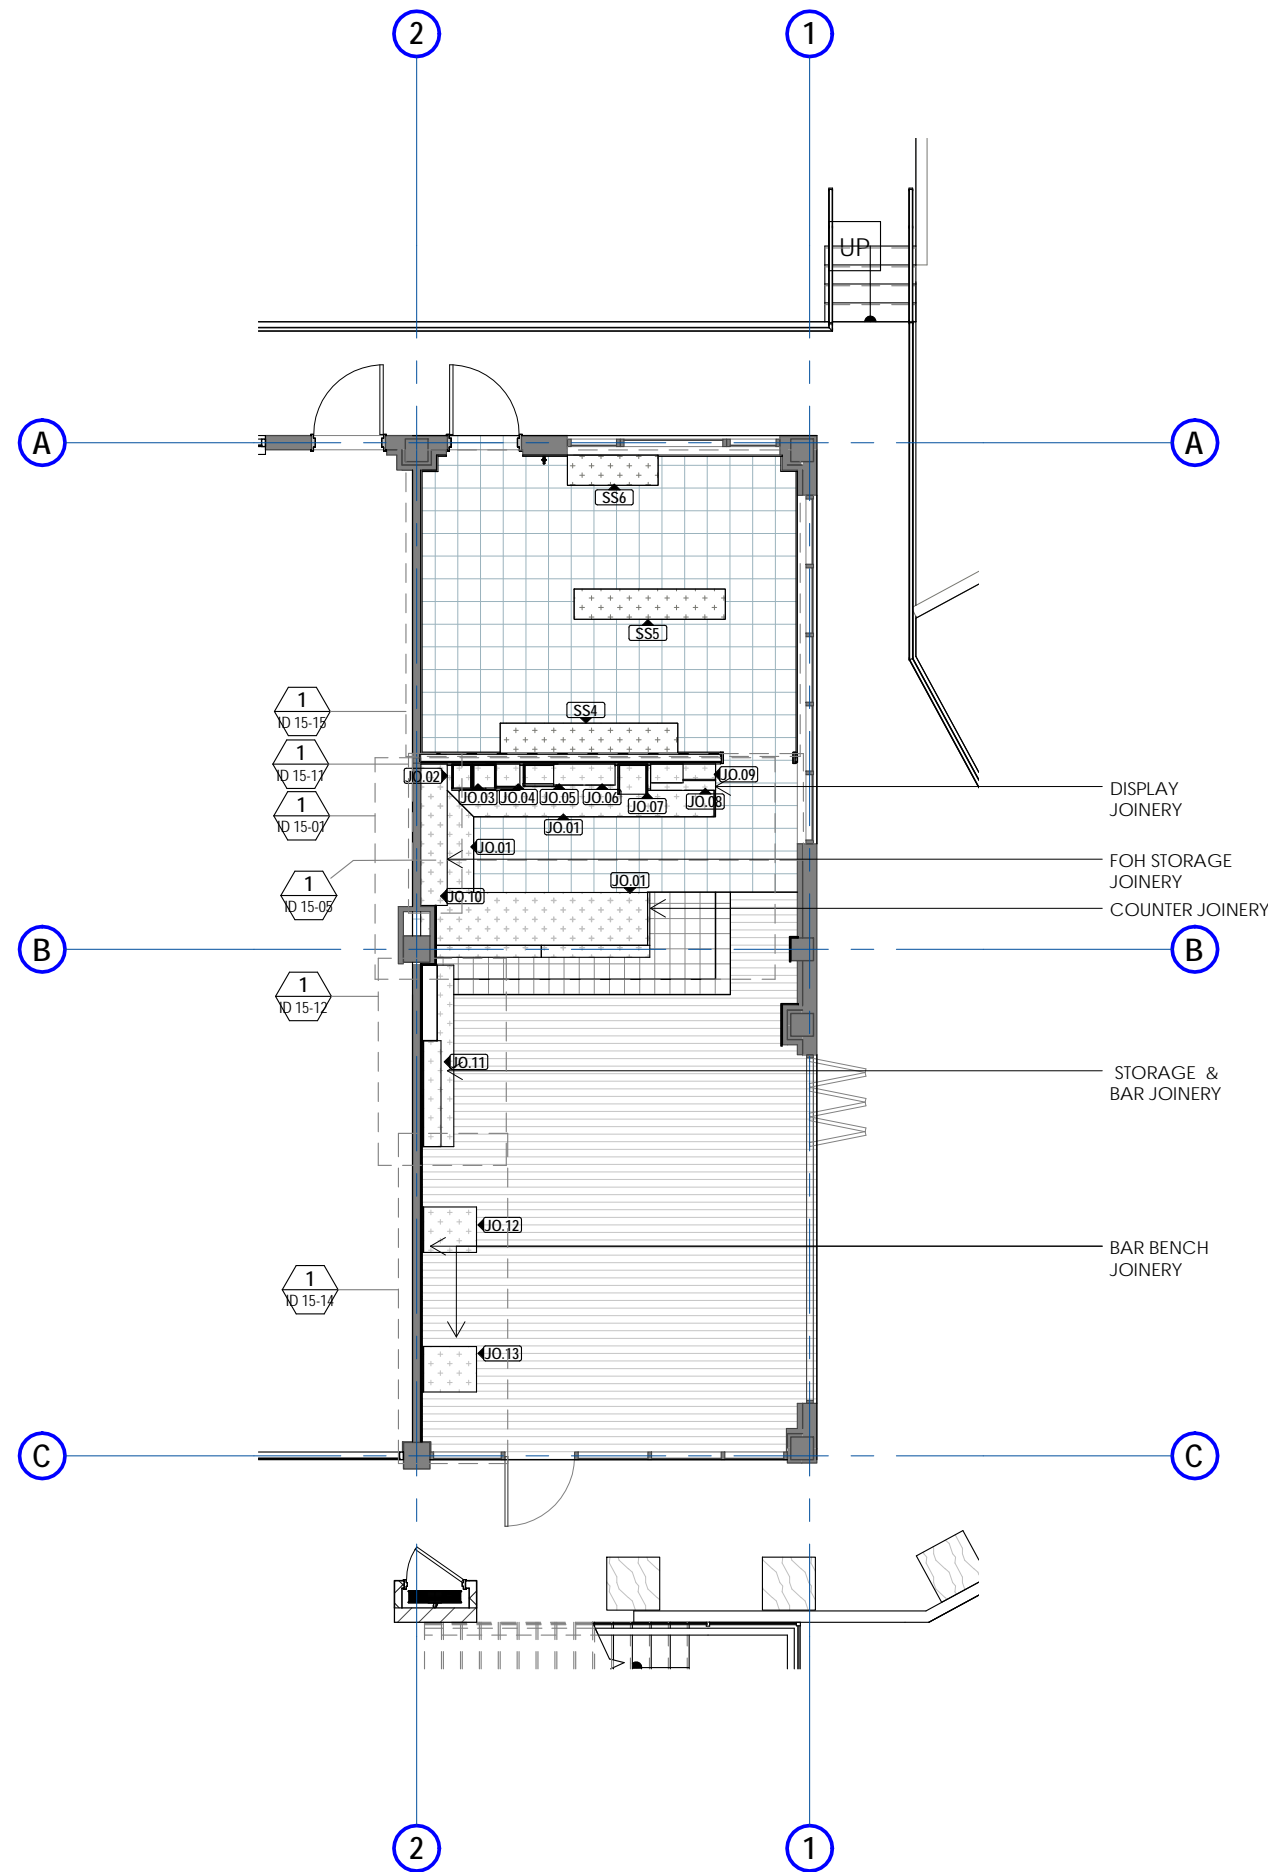 2
1
UP
A
A
SS6
SS5
1
ID 15-15
SS4
1
ID 15-11
JO.02
JO.09
JO.03
JO.04
JO.05
JO.06
JO.07
JO.08
DISPLAY
JOINERY
1
ID 15-01
JO.01
JO.01
FOH STORAGE
JOINERY
1
ID 15-05
JO.10
JO.01
COUNTER JOINERY
B
B
1
ID 15-12
JO.11
STORAGE &
BAR JOINERY
JO.12
BAR BENCH
JOINERY
1
ID 15-14
JO.13
C
C
2
1